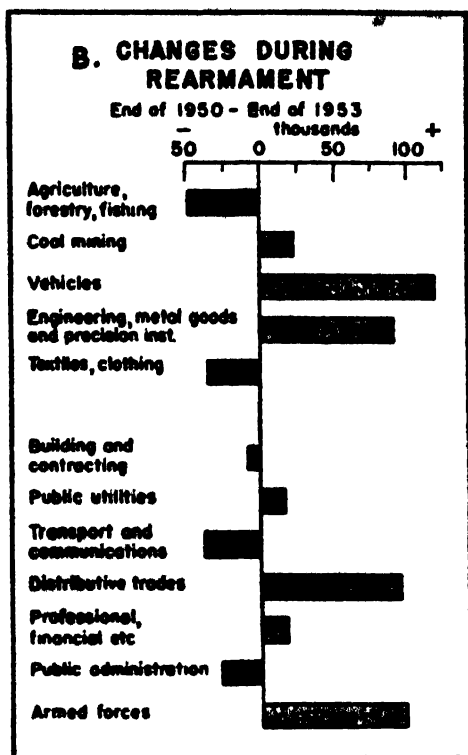 B. CHANGES DURING
REARMAMENT
End of 1950 - End of 1953
- thousands +
50 0 50 100
Agriculture,
forestry, fishing
Coal mining
Vehicles
Engineering, metal goods
and precision inst.
Textiles, clothing
Building and
contracting
Public utilities
Transport and
communications
Distributive trades
Professional,
financial etc
Public administration
Armed forces